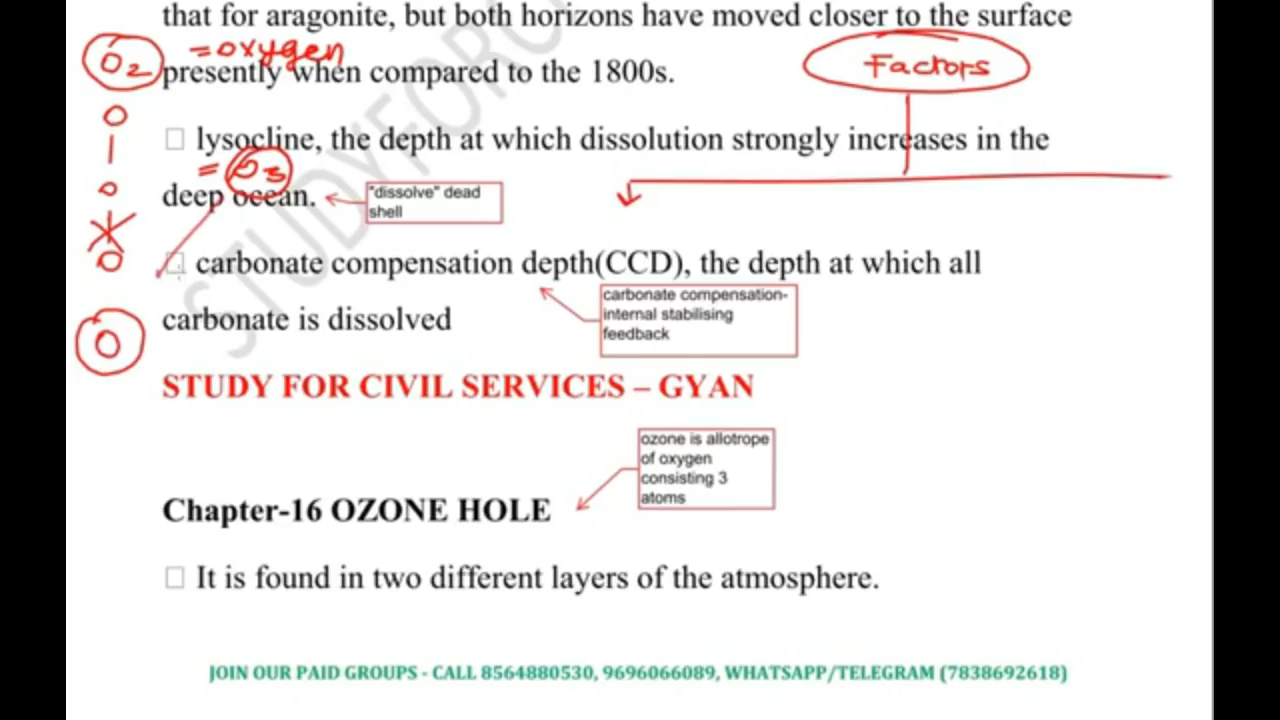 that for aragonite, but both horizons have moved closer to the surface
O2 = oxygen
Factors
presently when compared to the 1800s.
O
□ lysocline, the depth at which dissolution strongly increases in the
= O3
deep ocean.
"dissolve" dead
shell
O
□ carbonate compensation depth(CCD), the depth at which all
O
carbonate compensation-
internal stabilising
feedback
carbonate is dissolved
O
STUDY FOR CIVIL SERVICES – GYAN
ozone is allotrope
of oxygen
consisting 3
atoms
Chapter-16 OZONE HOLE
□ It is found in two different layers of the atmosphere.
JOIN OUR PAID GROUPS - CALL 8564880530, 9696066089, WHATSAPP/TELEGRAM (7838692618)
STUDYFORC